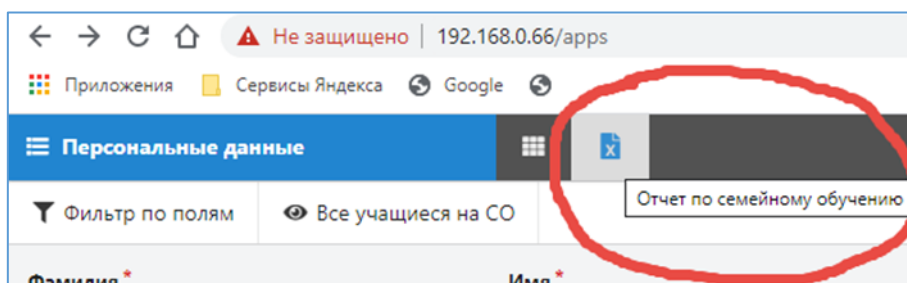 Не защищено | 192.168.0.66/apps
Приложения Сервисы Яндекса Google
Персональные данные
Отчет по семейному обучению
Фильтр по полям Все учащиеся на СО
Фамилия * Имя *